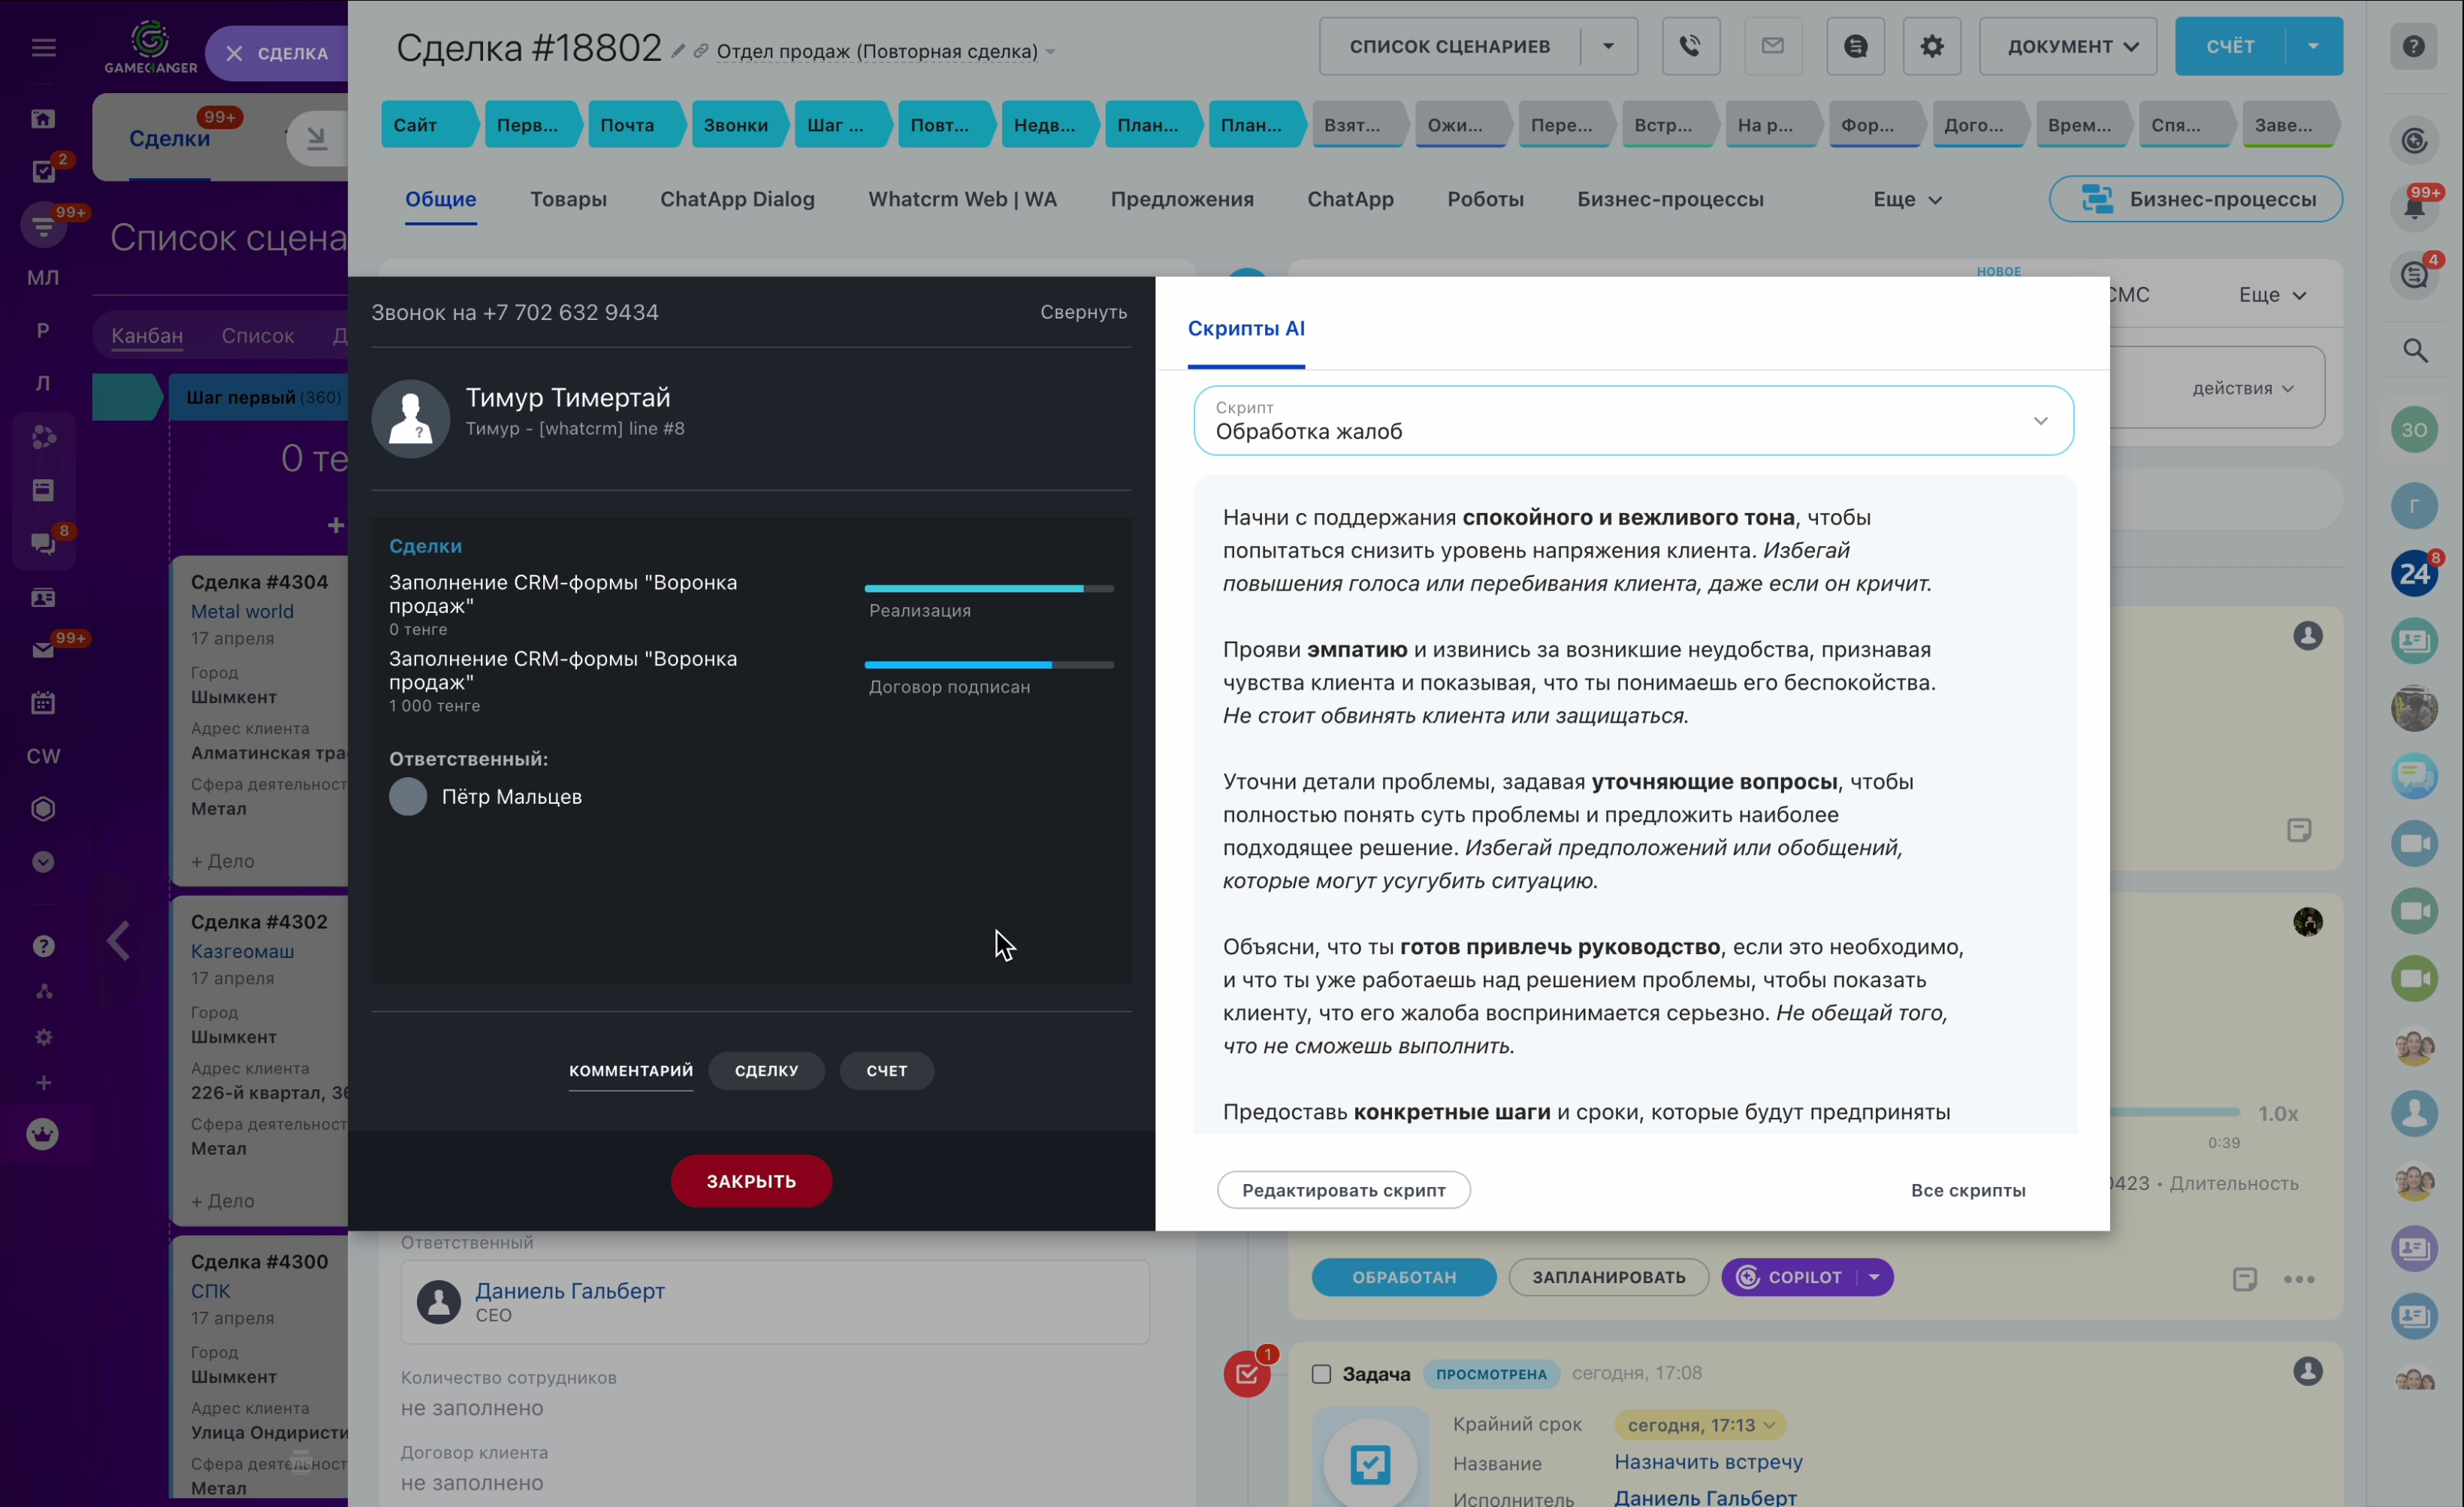 GAMECHANGER
СДЕЛКА
Сделка #18802
Отдел продаж (Повторная сделка)
СПИСОК СЦЕНАРИЕВ
ДОКУМЕНТ
СЧЁТ
Сделки
99+
Сайт
Перв...
Почта
Звонки
Шаг ...
Повт...
Недв...
План...
План...
Взят...
Ожи...
Пере...
Встр...
На р...
Фор...
Дого...
Врем...
Спя...
Заве...
2
99+
МЛ
Р
Л
8
99+
CW
Общие
Товары
ChatApp Dialog
Whatcrm Web | WA
Предложения
ChatApp
Роботы
Бизнес-процессы
Еще
Бизнес-процессы
99+
4
ЗО
Г
24
8
Список сцена
Канбан
Список
Д
Шаг первый (360)
0 те
+
Сделка #4304
Metal world
17 апреля
Город
Шымкент
Адрес клиента
Алматинская тра
Сфера деятельност
Метал
+ Дело
Сделка #4302
Казгеомаш
17 апреля
Город
Шымкент
Адрес клиента
226-й квартал, 36
Сфера деятельност
Метал
+ Дело
Сделка #4300
СПК
17 апреля
Город
Шымкент
Адрес клиента
Улица Ондиристи
Метал
Звонок на +7 702 632 9434
Свернуть
Тимур Тимертай
Тимур - [whatcrm] line #8
Сделки
Заполнение CRM-формы "Воронка
продаж"
0 тенге
Реализация
Заполнение CRM-формы "Воронка
продаж"
1 000 тенге
Договор подписан
Ответственный:
Пётр Мальцев
КОММЕНТАРИЙ
СДЕЛКУ
СЧЕТ
ЗАКРЫТЬ
Скрипты AI
Скрипт
Обработка жалоб
Начни с поддержания спокойного и вежливого тона, чтобы
попытаться снизить уровень напряжения клиента. Избегай
повышения голоса или перебивания клиента, даже если он кричит.
Прояви эмпатию и извинись за возникшие неудобства, признавая
чувства клиента и показывая, что ты понимаешь его беспокойства.
Не стоит обвинять клиента или защищаться.
Уточни детали проблемы, задавая уточняющие вопросы, чтобы
полностью понять суть проблемы и предложить наиболее
подходящее решение. Избегай предположений или обобщений,
которые могут усугубить ситуацию.
Объясни, что ты готов привлечь руководство, если это необходимо,
и что ты уже работаешь над решением проблемы, чтобы показать
клиенту, что его жалоба воспринимается серьезно. Не обещай того,
что не сможешь выполнить.
Предоставь конкретные шаги и сроки, которые будут предприняты
Редактировать скрипт
Все скрипты
НОВОЕ
СМС
Еще
действия
1.0x
0:39
0423 • Длительность
ОБРАБОТАН
ЗАПЛАНИРОВАТЬ
COPILOT
Ответственный
Даниель Гальберт
CEO
Количество сотрудников
не заполнено
Договор клиента
не заполнено
1
Задача
ПРОСМОТРЕНА
сегодня, 17:08
Крайний срок
сегодня, 17:13
Название
Назначить встречу
Исполнитель
Даниель Гальберт